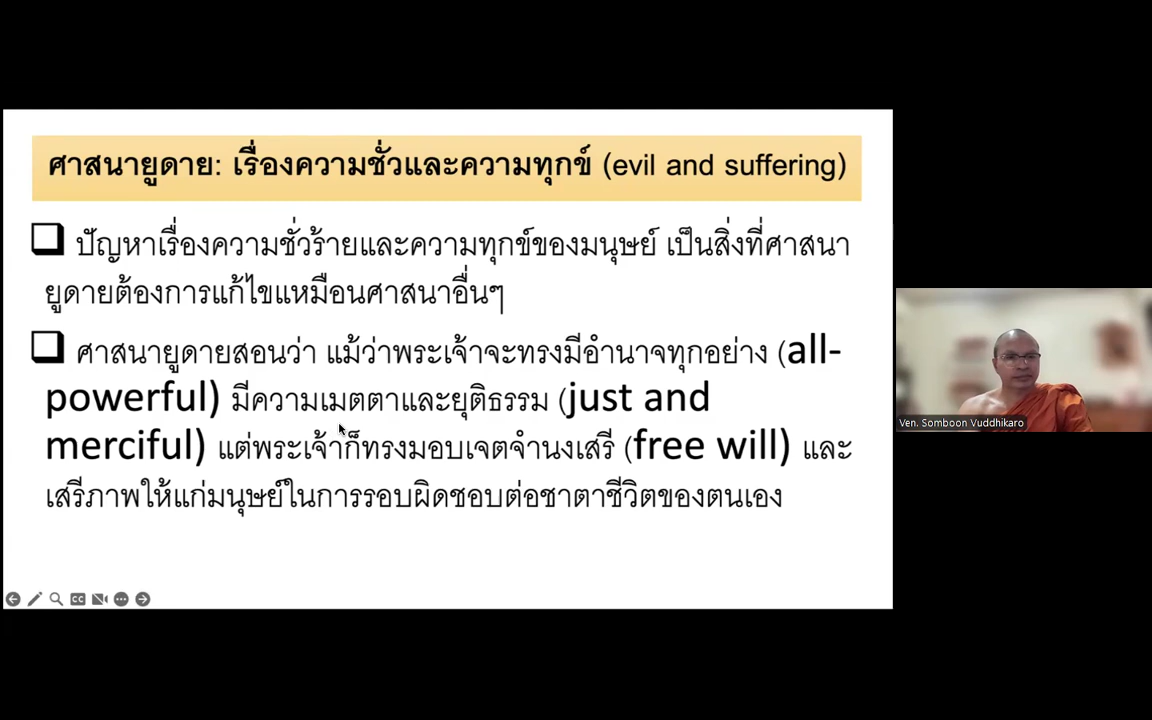 ศาสนายูดาย: เรื่องความชั่วและความทุกข์ (evil and suffering)
ปัญหาเรื่องความชั่วร้ายและความทุกข์ของมนุษย์ เป็นสิ่งที่ศาสนา
ยูดายต้องการแก้ไขแหมือนศาสนาอื่นๆ
ศาสนายูดายสอนว่า แม้ว่าพระเจ้าจะทรงมีอำนาจทุกอย่าง (all-
powerful) มีความเมตตาและยุติธรรม (just and
merciful) แต่พระเจ้าก็ทรงมอบเจตจำนงเสรี (free will) และ
เสรีภาพให้แก่มนุษย์ในการรอบผิดชอบต่อชาตาชีวิตของตนเอง
CC
Ven. Somboon Vuddhikaro